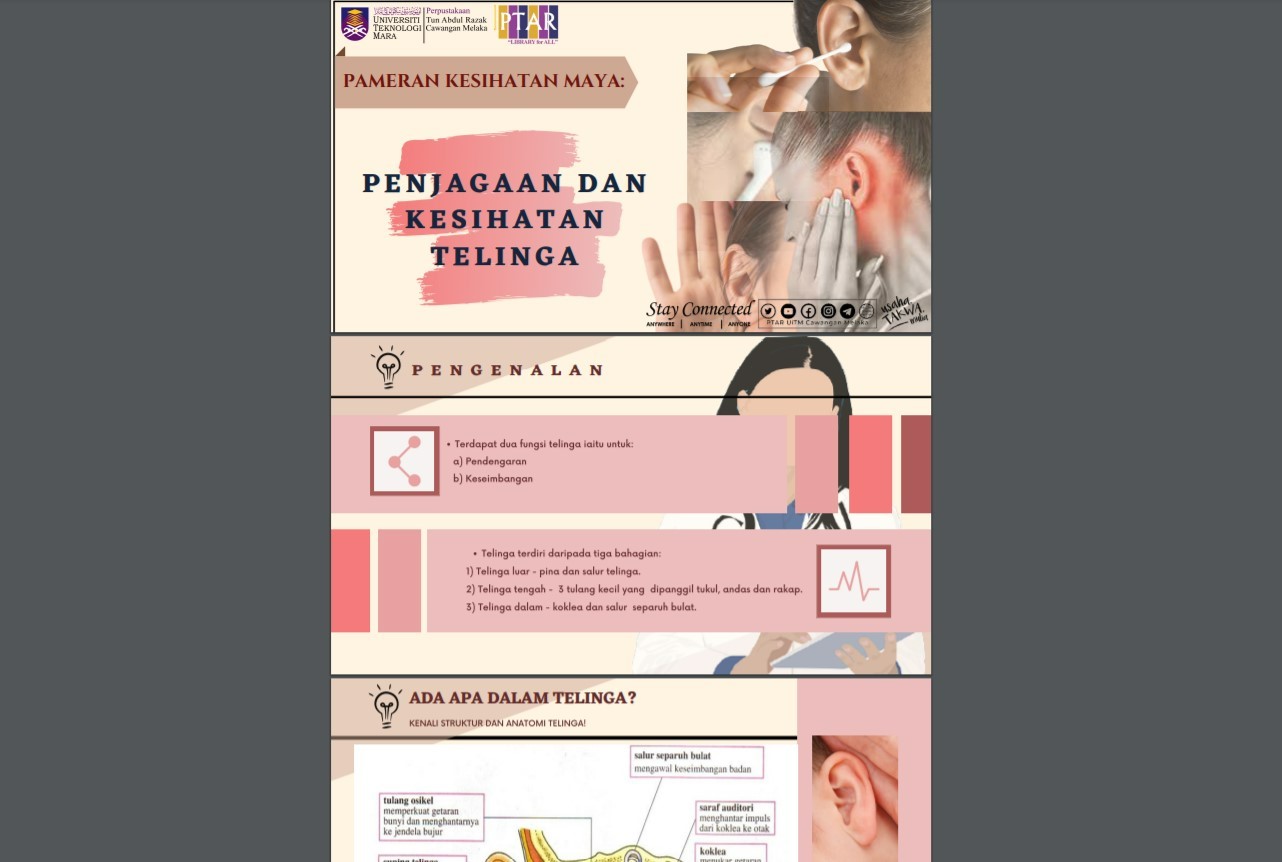 UNIVERSITI
TEKNOLOGI
MARA
Perpustakaan
Tun Abdul Razak
Cawangan Melaka
PTAR
"LIBRARY for ALL"
PAMERAN KESIHATAN MAYA:
PENJAGAAN DAN
KESIHATAN
TELINGA
Stay Connected
ANYWHERE | ANYTIME | ANYONE
PTAR UiTM Cawangan Melaka
usaha
TAKWA
mulia
PENGENALAN
• Terdapat dua fungsi telinga iaitu untuk:
a) Pendengaran
b) Keseimbangan
• Telinga terdiri daripada tiga bahagian:
1) Telinga luar - pina dan salur telinga.
2) Telinga tengah - 3 tulang kecil yang dipanggil tukul, andas dan rakap.
3) Telinga dalam - koklea dan salur separuh bulat.
ADA APA DALAM TELINGA?
KENALI STRUKTUR DAN ANATOMI TELINGA!
salur separuh bulat
mengawal keseimbangan badan
tulang osikel
memperkuat getaran
bunyi dan menghantarnya
ke jendela bujur
saraf auditori
menghantar impuls
dari koklea ke otak
koklea